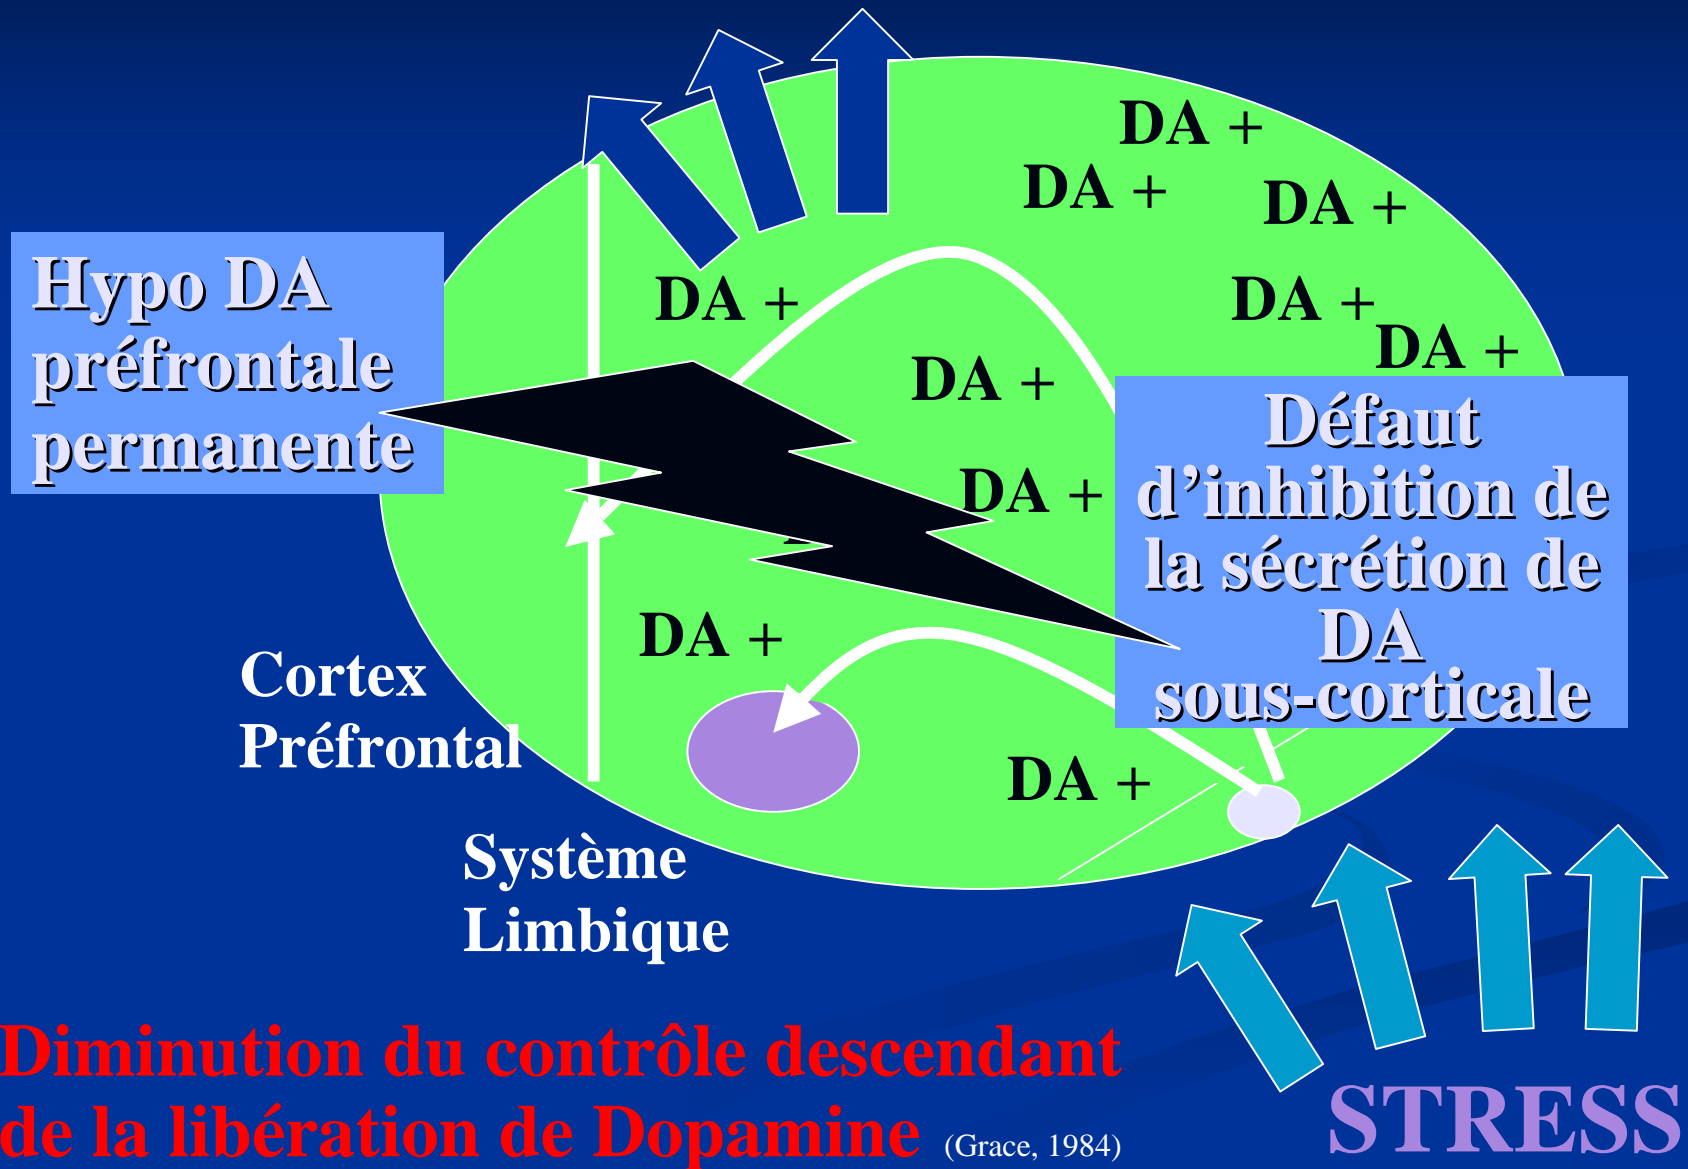 DA +
DA +
DA +
Hypo DA
préfrontale
permanente
DA +
DA +
DA +
DA +
DA +
Défaut
d’inhibition de
la sécrétion de
DA
sous-corticale
DA +
Cortex
Préfrontal
DA +
Système
Limbique
Diminution du contrôle descendant
de la libération de Dopamine (Grace, 1984)
STRESS